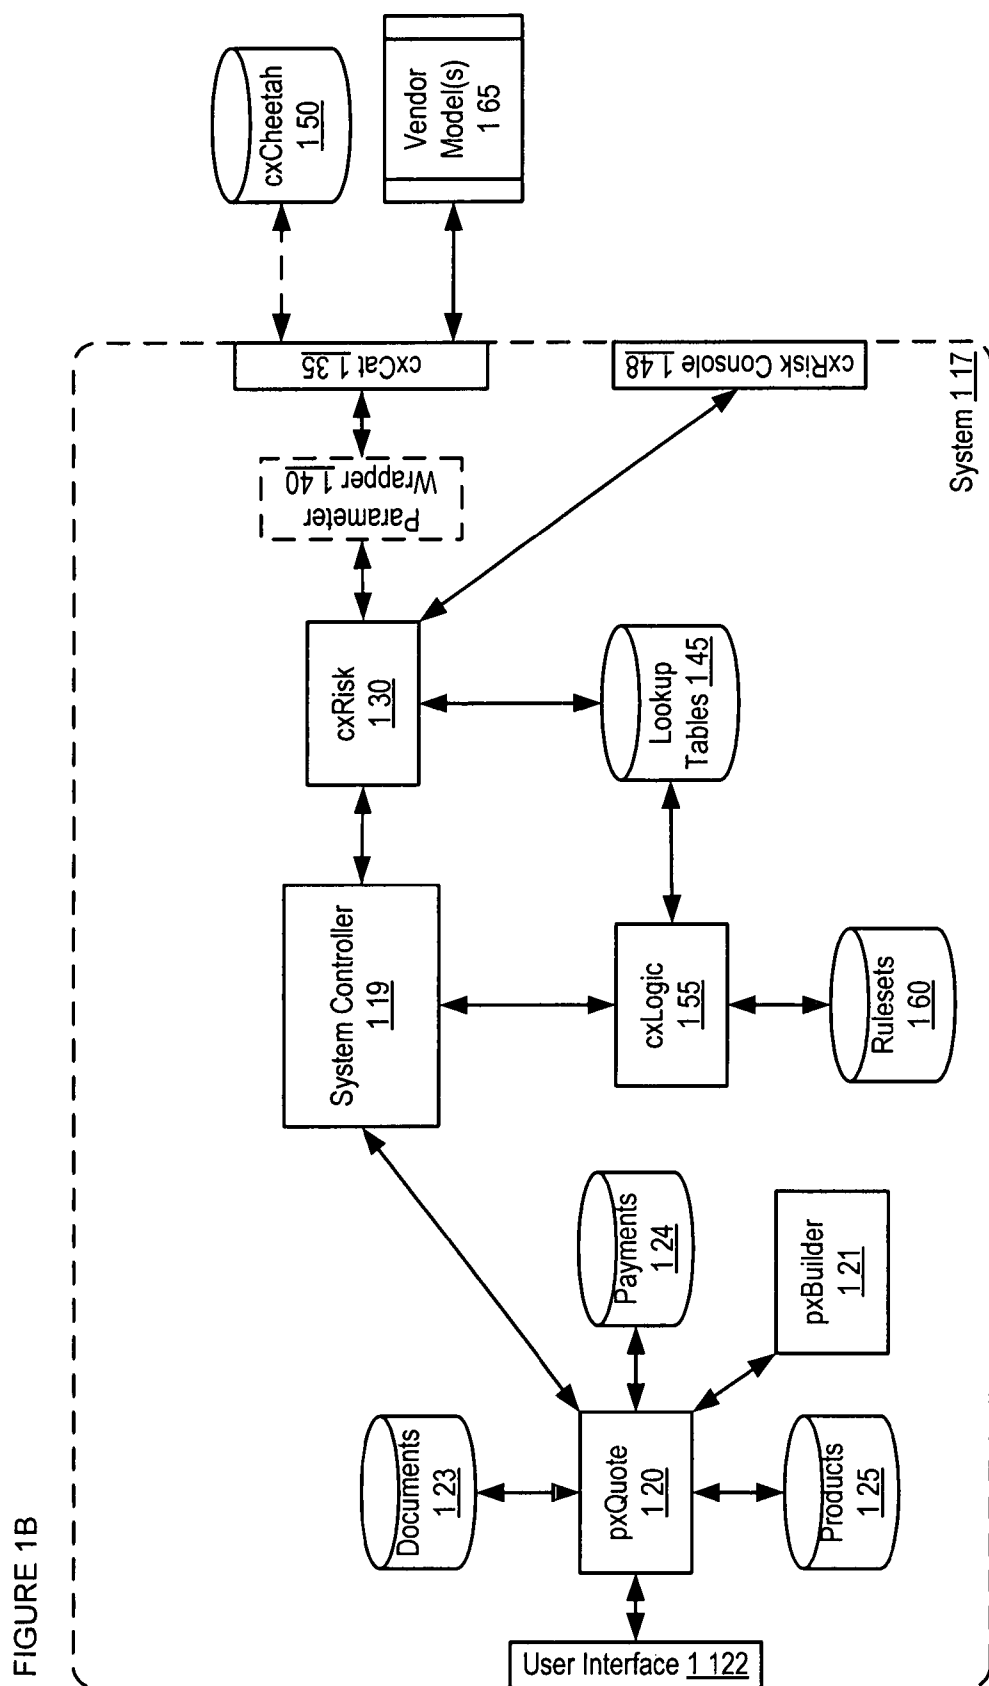 FIGURE 1B
User Interface 1 122
Documents
1 23
pxQuote
1 20
Products
1 25
Payments
1 24
pxBuilder
1 21
System Controller
1 19
cxLogic
1 55
Rulesets
1 60
cxRisk
1 30
Lookup
Tables 1 45
Parameter
Wrapper 1 40
cxCat 1 35
cxRisk Console 1 48
cxCheetah
1 50
Vendor
Model(s)
1 65
System 1 17